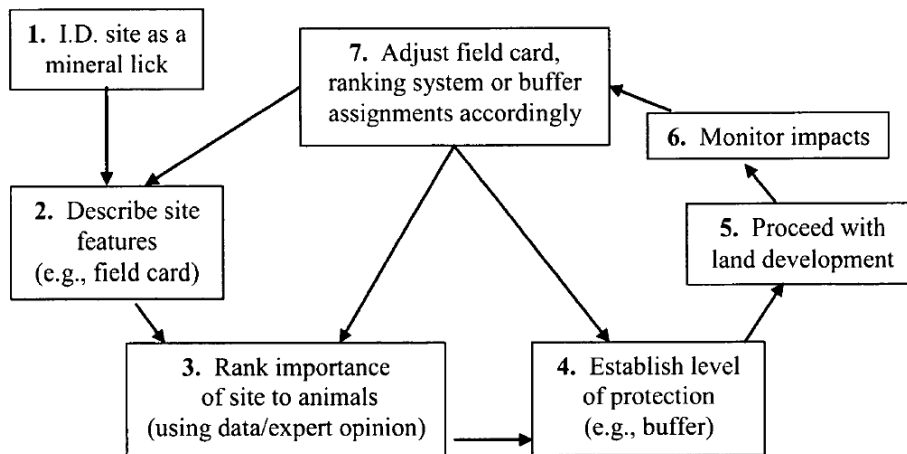 1. I.D. site as a
mineral lick
7. Adjust field card,
ranking system or buffer
assignments accordingly
6. Monitor impacts
2. Describe site
features
(e.g., field card)
5. Proceed with
land development
3. Rank importance
of site to animals
(using data/expert opinion)
4. Establish level
of protection
(e.g., buffer)